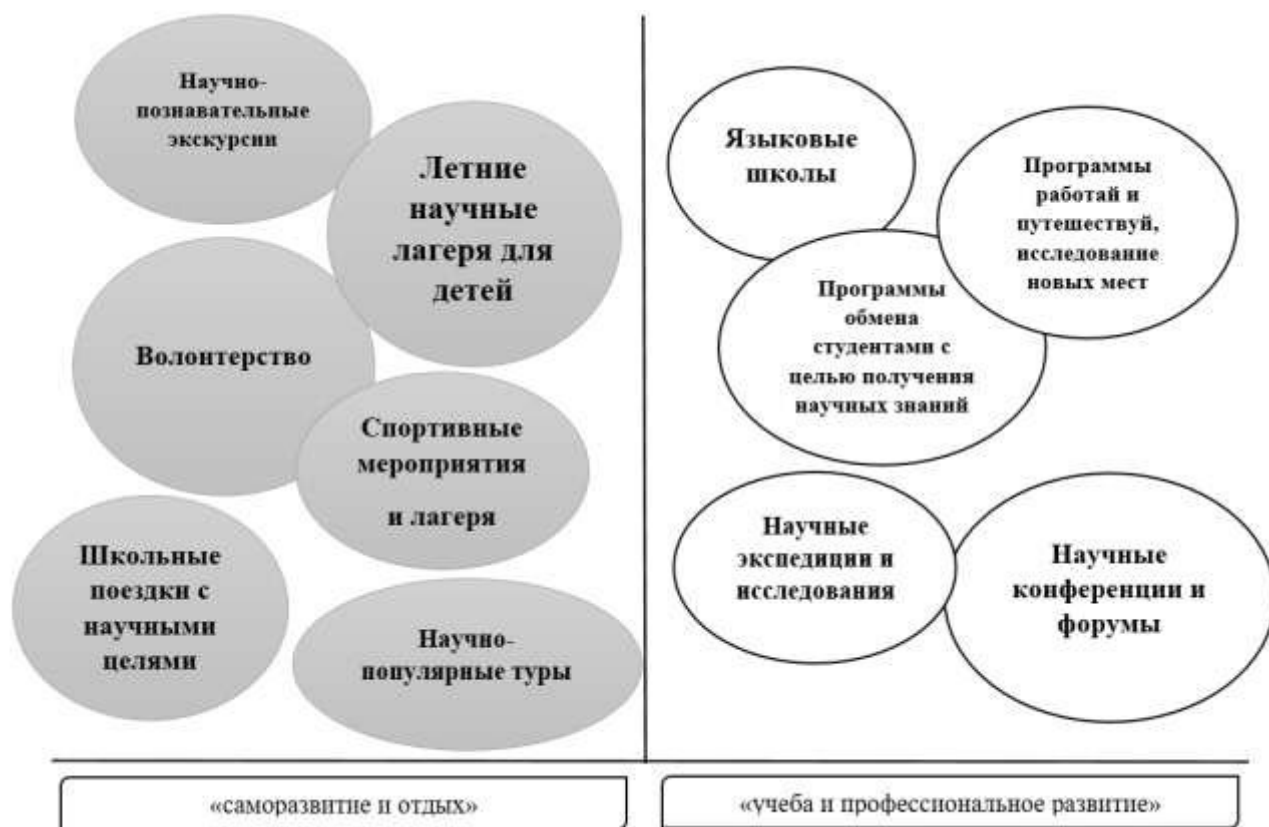 Научно-
познавательные
экскурсии
Летние
научные
лагеря для
детей
Волонтерство
Спортивные
мероприятия
и лагеря
Школьные
поездки с
научными
целями
Научно-
популярные туры
«саморазвитие и отдых»
Языковые
школы
Программы
работай и
путешествуй,
исследование
новых мест
Программы
обмена
студентами с
целью получения
научных знаний
Научные
экспедиции и
исследования
Научные
конференции и
форумы
«учеба и профессиональное развитие»